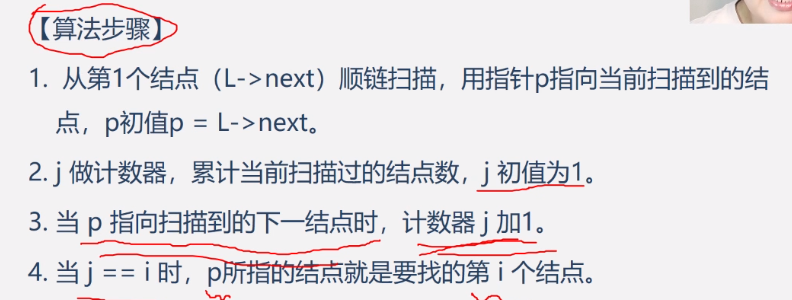 【算法步骤】
1. 从第1个结点（L->next）顺链扫描，用指针p指向当前扫描到的结
点，p初值p = L->next。
2. j 做计数器，累计当前扫描过的结点数，j 初值为1。
3. 当 p 指向扫描到的下一结点时，计数器 j 加1。
4. 当 j == i 时，p所指的结点就是要找的第 i 个结点。